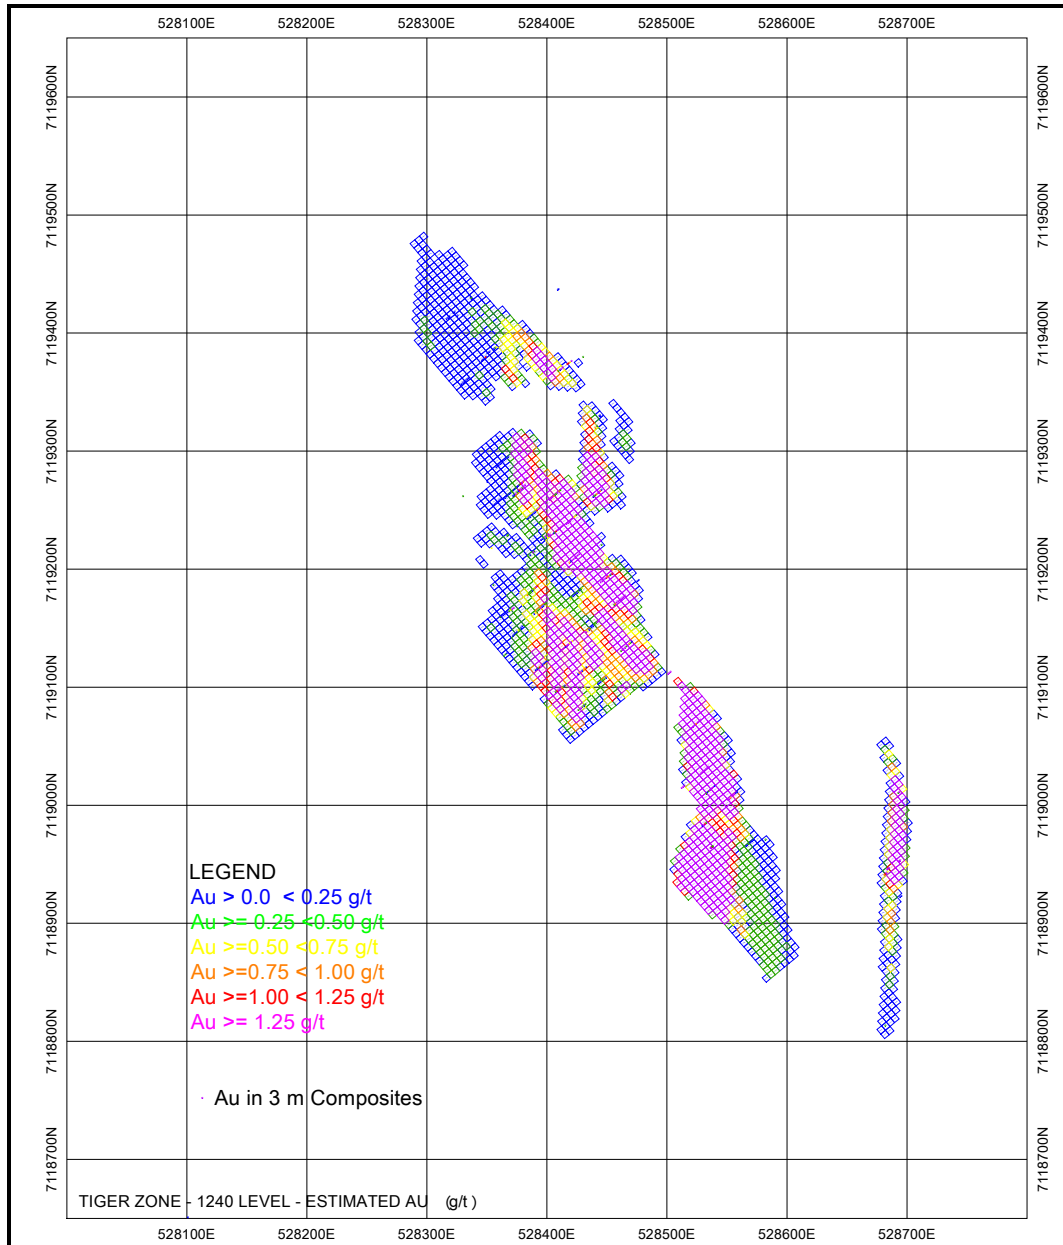 528100E 528200E 528300E 528400E 528500E 528600E 528700E
7119600N 7119600N
7119500N 7119500N
7119400N 7119400N
7119300N 7119300N
7119200N 7119200N
7119100N 7119100N
7119000N 7119000N
7118900N 7118900N
7118800N 7118800N
7118700N 7118700N
LEGEND
Au > 0.0 < 0.25 g/t
Au >= 0.25 <0.50 g/t
Au >=0.50 <0.75 g/t
Au >=0.75 < 1.00 g/t
Au >=1.00 < 1.25 g/t
Au >= 1.25 g/t
Au in 3 m Composites
TIGER ZONE - 1240 LEVEL - ESTIMATED AU (g/t )
528100E 528200E 528300E 528400E 528500E 528600E 528700E